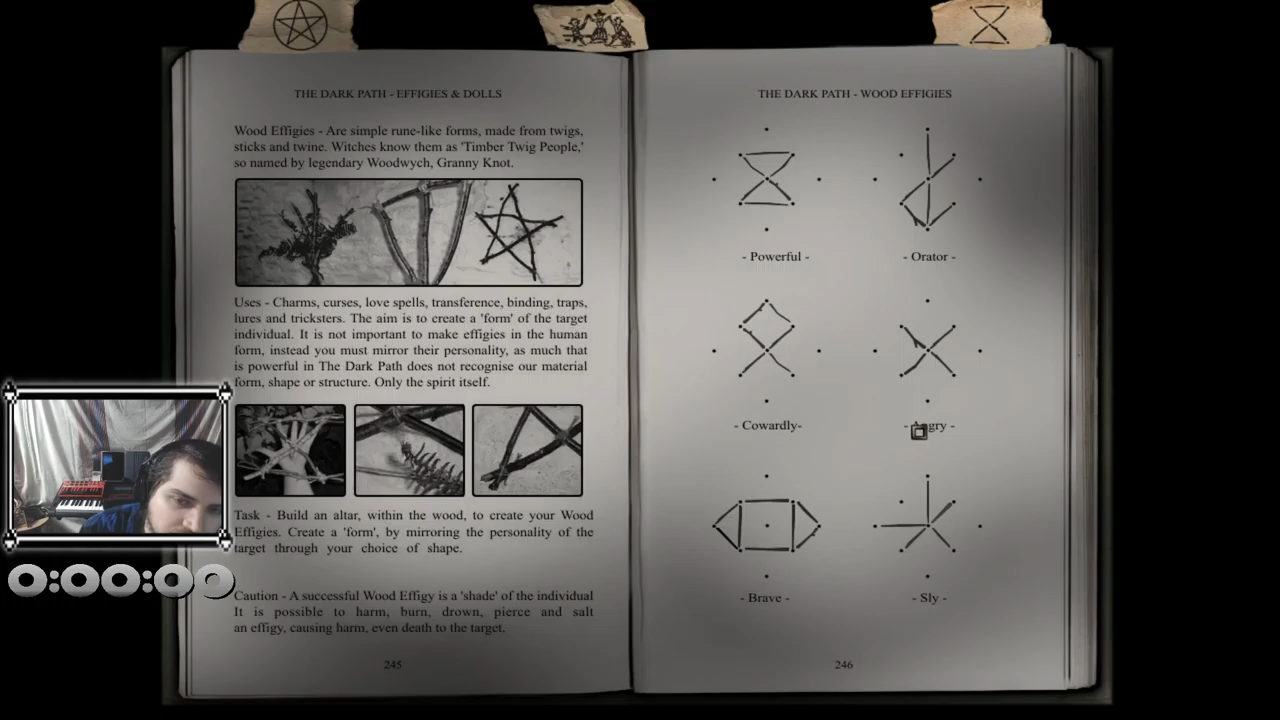 THE DARK PATH - EFFIGIES & DOLLS
Wood Effigies - Are simple rune-like forms, made from twigs,
sticks and twine. Witches know them as 'Timber Twig People,'
so named by legendary Woodwych, Granny Knot.
Uses - Charms, curses, love spells, transference, binding, traps,
lures and tricksters. The aim is to create a 'form' of the target
individual. It is not important to make effigies in the human
form, instead you must mirror their personality, as much that
is powerful in The Dark Path does not recognise our material
form, shape or structure. Only the spirit itself.
Task - Build an altar, within the wood, to create your Wood
Effigies. Create a 'form', by mirroring the personality of the
target through your choice of shape.
Caution - A successful Wood Effigy is a 'shade' of the individual
It is possible to harm, burn, drown, pierce and salt
an effigy, causing harm, even death to the target.
245
THE DARK PATH - WOOD EFFIGIES
- Powerful -
- Orator -
- Cowardly-
- Angry -
- Brave -
- Sly -
246
0:00:00